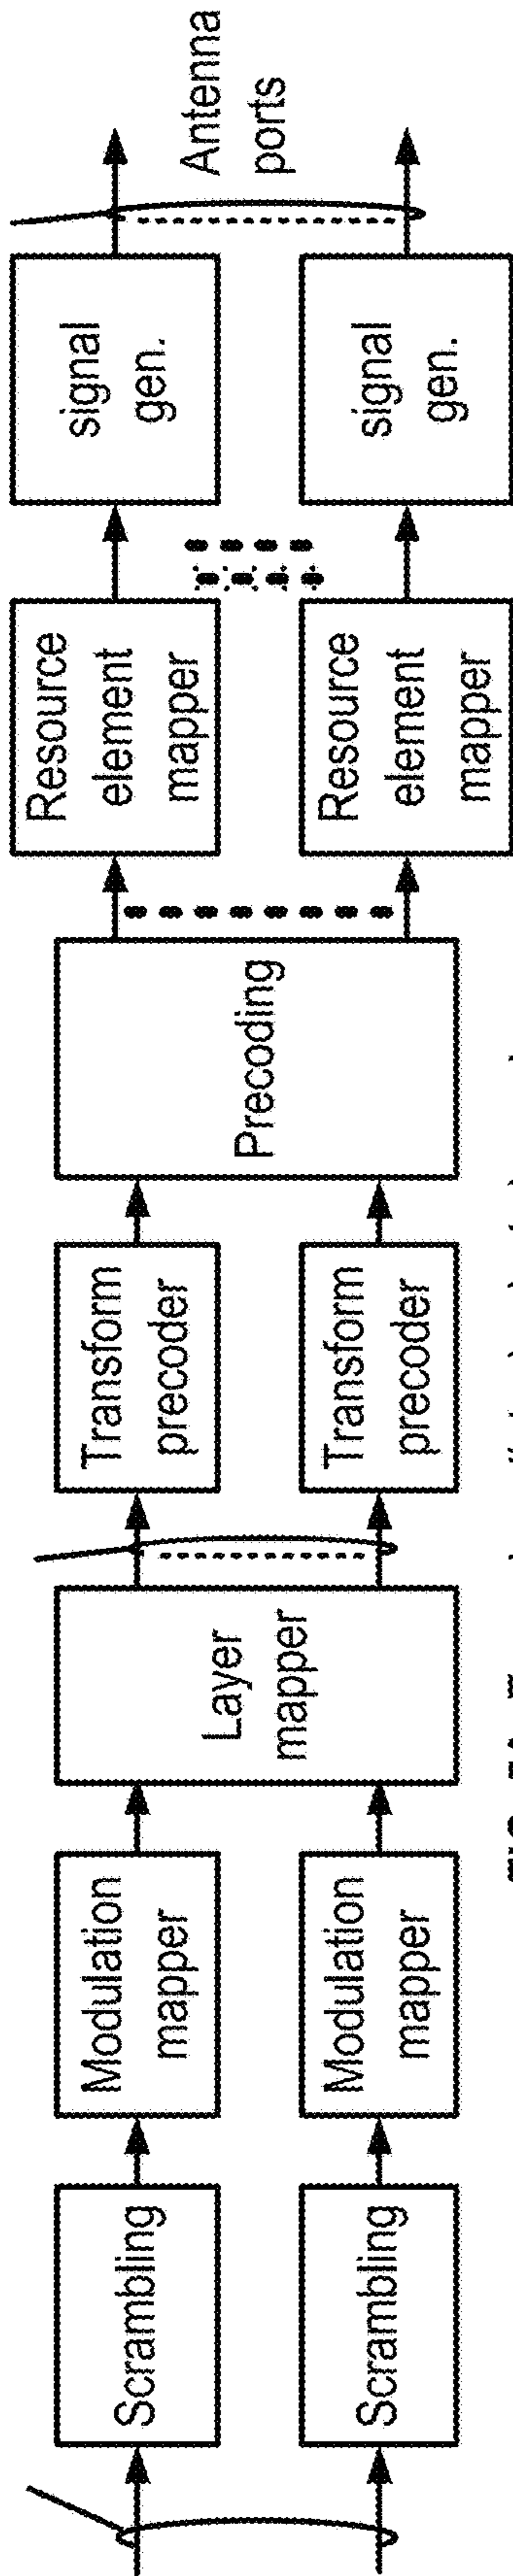 Scrambling
Modulation
mapper
Layer
mapper
Transform
precoder
Precoding
Resource
element
mapper
signal
gen.
Antenna
ports
Scrambling
Modulation
mapper
Transform
precoder
Resource
element
mapper
signal
gen.